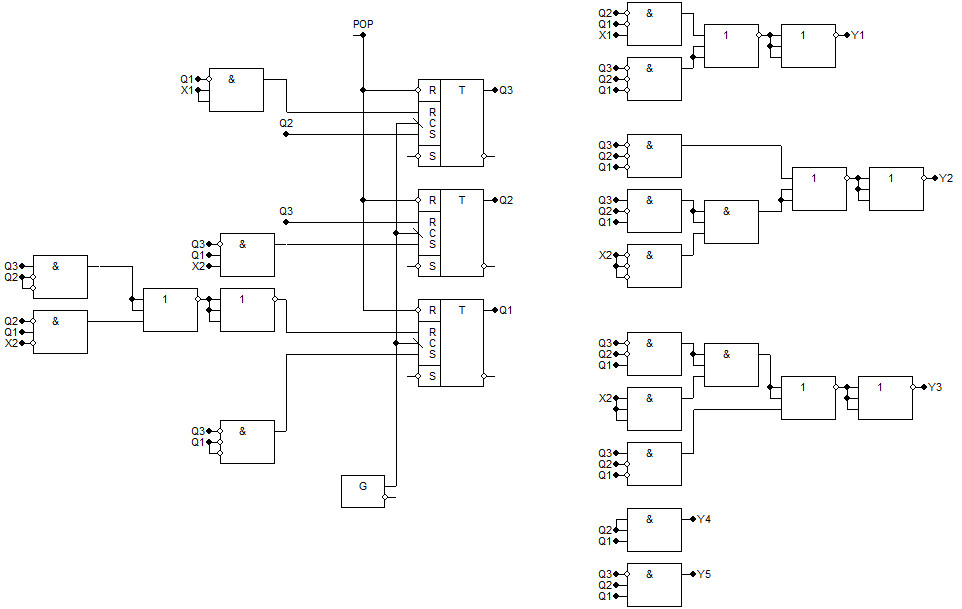 POP
Q1 & 
X1
R T Q3
R
C
S
S
Q2
R T Q2
R
C
S
S
Q3
Q3 &
Q1
X2
Q3 &
Q2
1 1
Q2 &
Q1
X2
R T Q1
R
C
S
S
Q3 &
Q1
G
Q2 &
Q1
X1
1 1 Y1
Q3 &
Q2
Q1
Q3 &
Q2
Q1
1 1 Y2
Q3 &
Q2
Q1
&
X2 &
Q3 &
Q2
Q1
&
1 1 Y3
X2 &
Q3 &
Q2
Q1
& Y4
Q2
Q1
Q3 & Y5
Q2
Q1